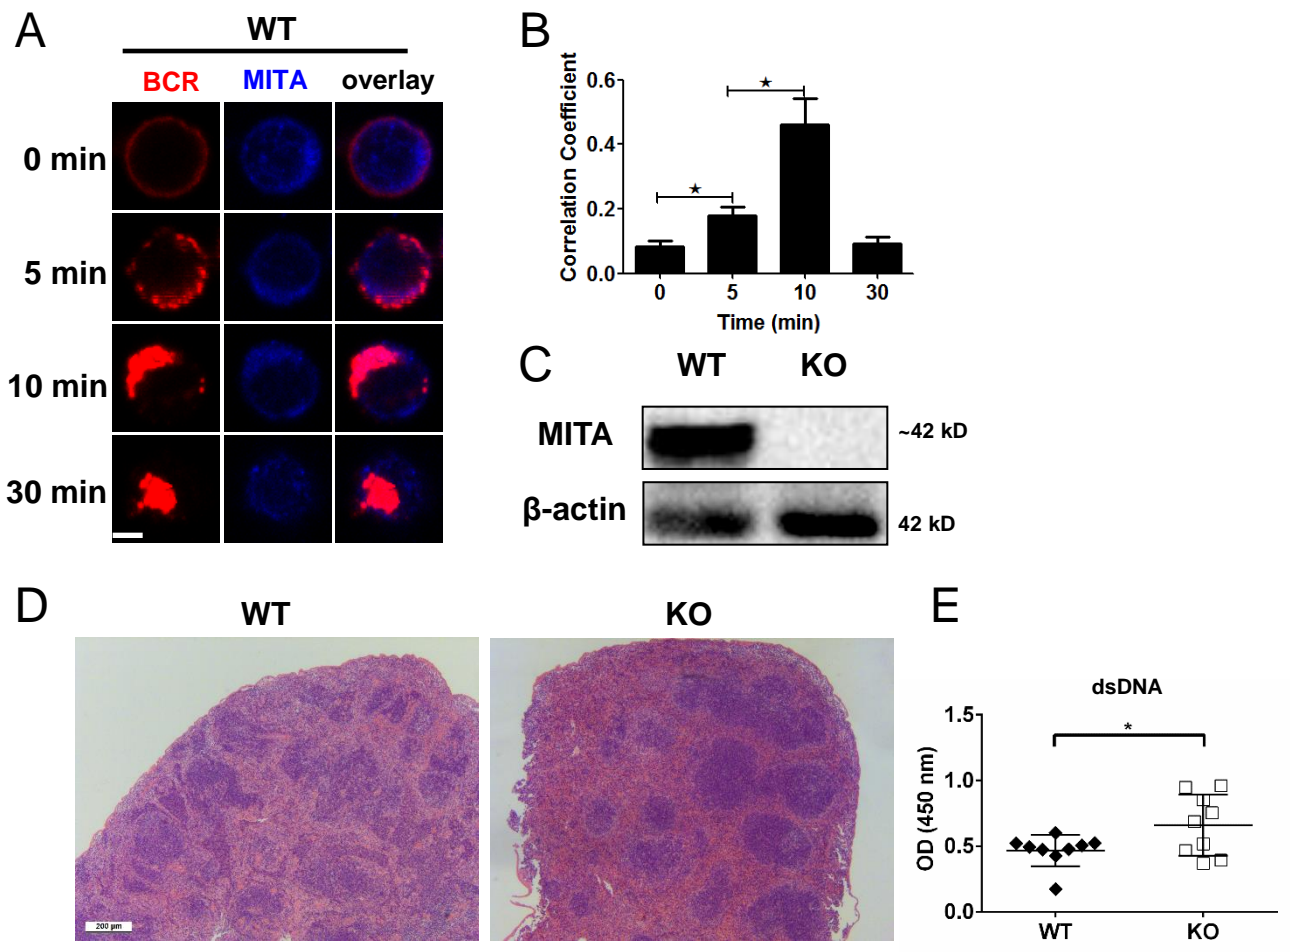 A
WT
BCR MITA overlay
0 min
5 min
10 min
30 min
B
Correlation Coefficient
0.6
0.4
0.2
0.0
★
★
0 5 10 30
Time (min)
C
WT KO
MITA ~42 kD
β-actin 42 kD
D
WT KO
200 µm
E
dsDNA
OD (450 nm)
1.5
1.0
0.5
0.0
*
WT KO